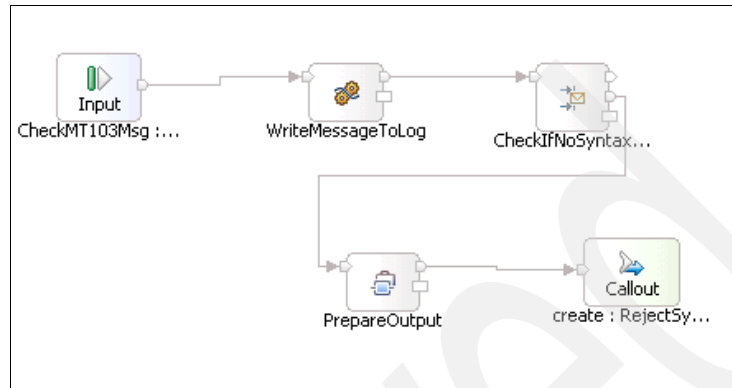 Input
CheckMT103Msg :...
WriteMessageToLog
CheckIfNoSyntax...
PrepareOutput
Callout
create : RejectSy...